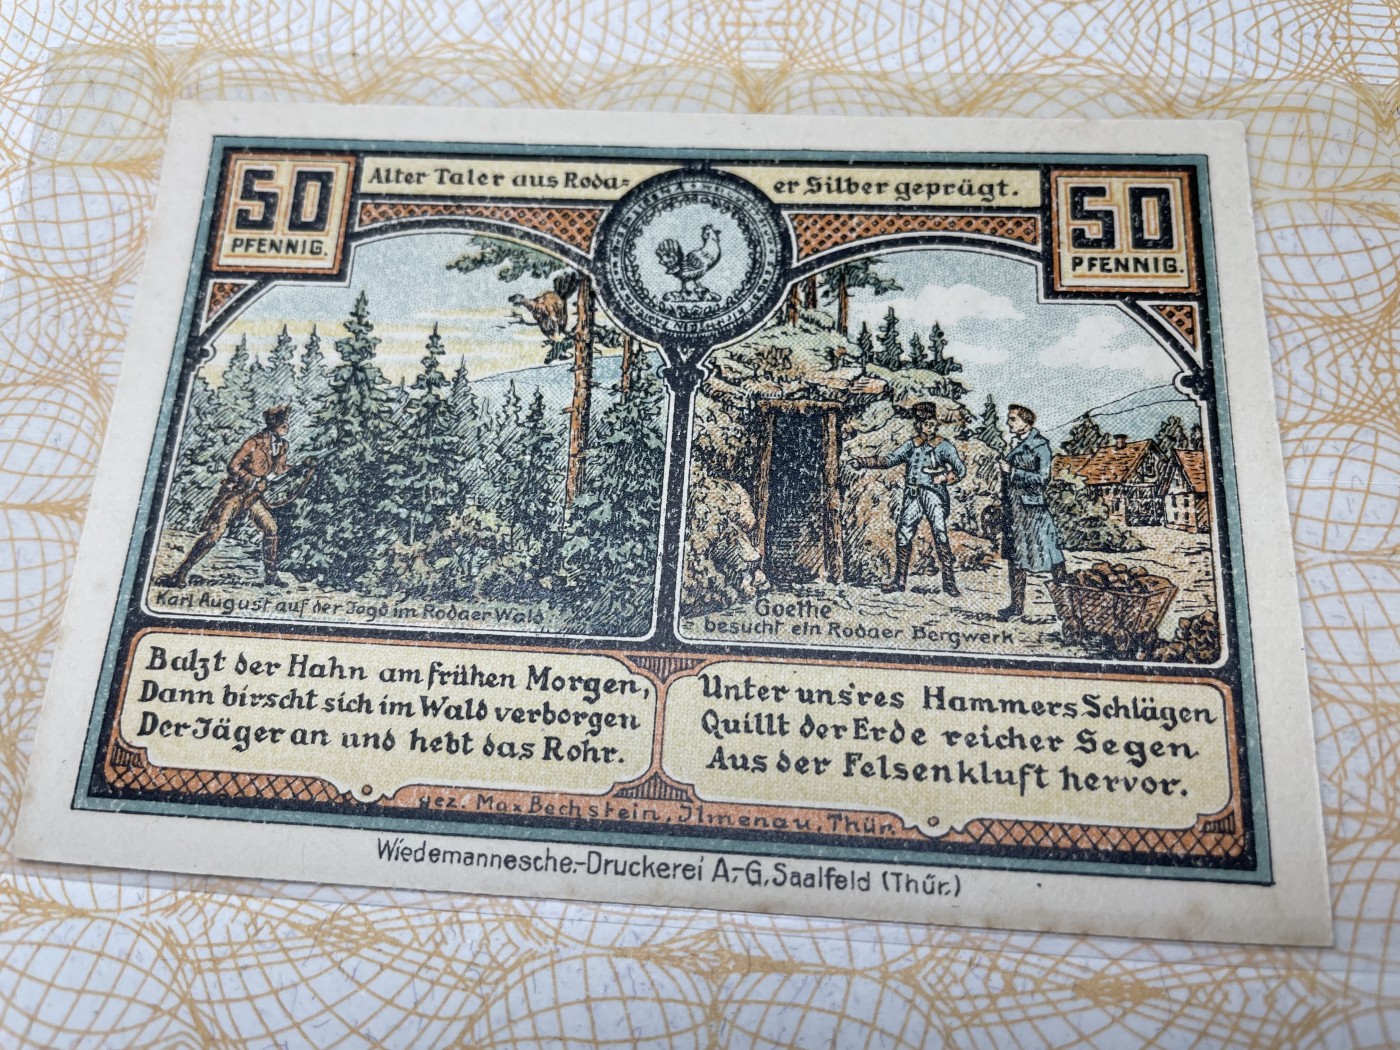 50
PFENNIG.
Alter Taler aus Roda=
er Silber geprägt.
50
PFENNIG.
Karl August auf der Jagd im Rodaer Wald.
Goethe
besucht ein Rodaer Bergwerk
Balzt der Hahn am frühen Morgen,
Dann birscht sich im Wald verborgen
Der Jäger an und hebt das Rohr.
Unter uns'res Hammers Schlägen
Quillt der Erde reicher Segen
Aus der Felsenkluft hervor.
gez. Max Bechstein, Ilmenau, Thür.
Wiedemannesche-Druckerei A.-G, Saalfeld (Thür.)